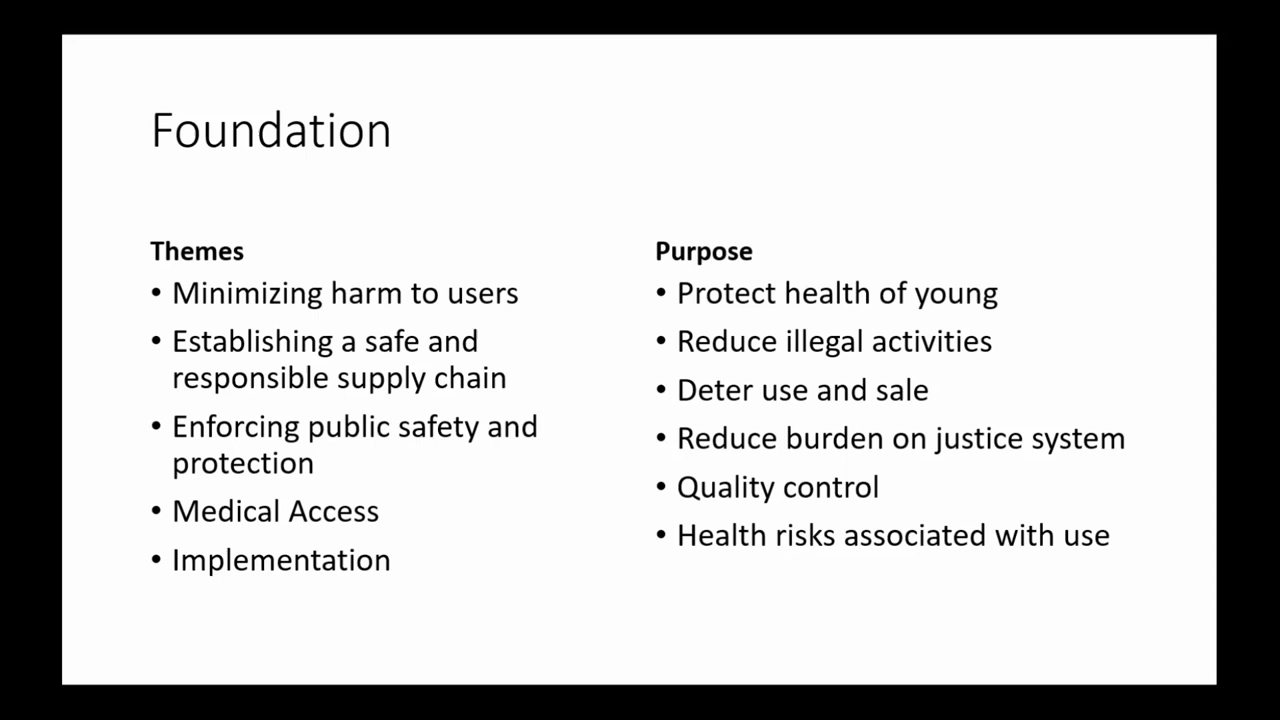 Foundation
Themes
• Minimizing harm to users
• Establishing a safe and
responsible supply chain
• Enforcing public safety and
protection
• Medical Access
• Implementation
Purpose
• Protect health of young
• Reduce illegal activities
• Deter use and sale
• Reduce burden on justice system
• Quality control
• Health risks associated with use